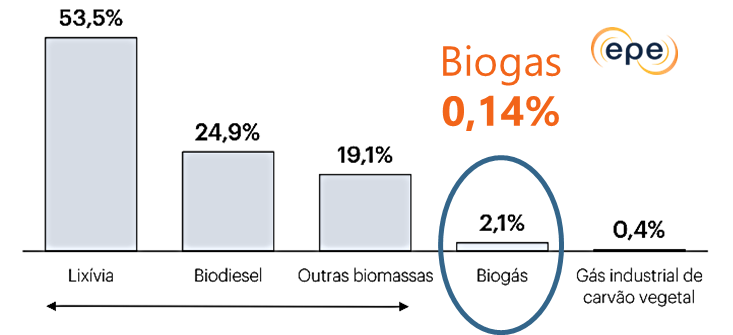 53,5%
24,9%
19,1%
2,1%
0,4%
Biogas
0,14%
epe
Lixívia
Biodiesel
Outras biomassas
Biogás
Gás industrial de
carvão vegetal